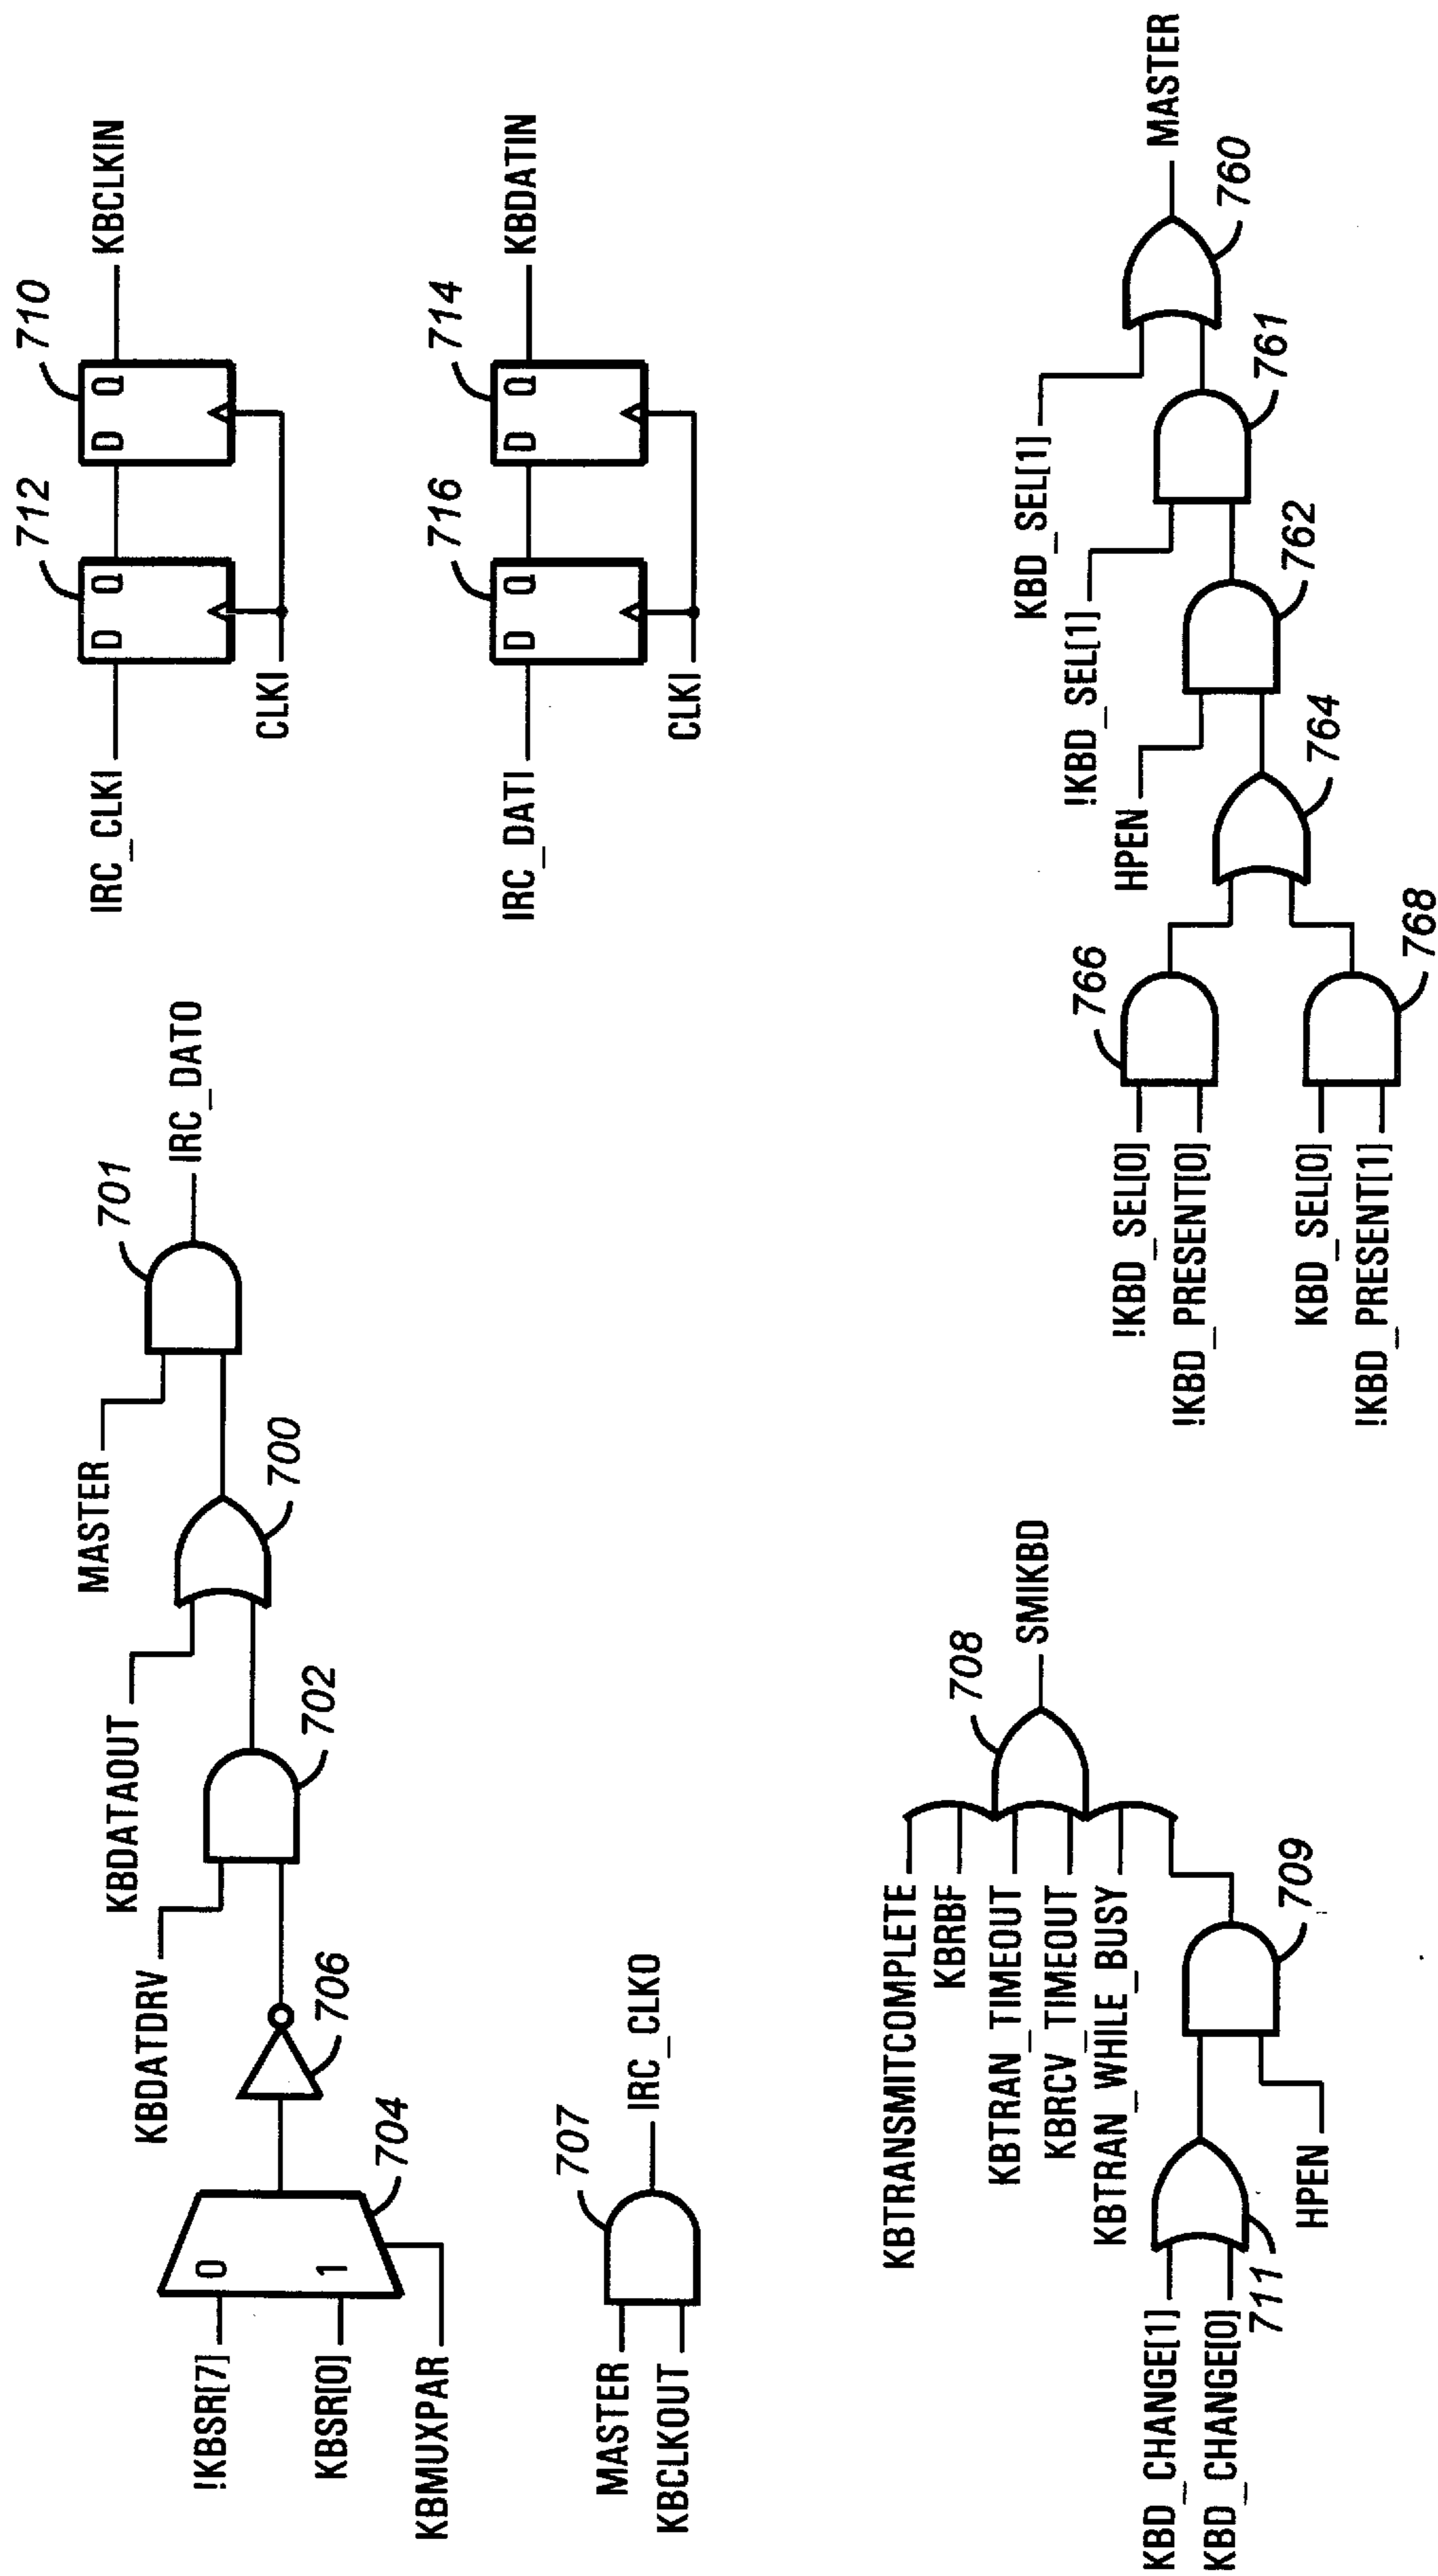 !KBSR[7]
KBSR[0]
KBMUXPAR
0
1
704
706
KBDATDRV
702
KBDATAOUT
700
MASTER
701
IRC_DATO
MASTER
KBCLKOUT
707
IRC_CLKO
IRC_CLKI
712
D Q
710
D Q
KBCLKIN
CLKI
IRC_DATI
716
D Q
714
D Q
KBDATIN
CLKI
KBTRANSMITCOMPLETE
KBRBF
KBTRAN_TIMEOUT
KBRCV_TIMEOUT
KBTRAN_WHILE_BUSY
708
SMIKBD
KBD_CHANGE[1]
KBD_CHANGE[0]
711
HPEN
709
!KBD_SEL[0]
!KBD_PRESENT[0]
766
KBD_SEL[0]
!KBD_PRESENT[1]
768
764
HPEN
762
!KBD_SEL[1]
761
KBD_SEL[1]
760
MASTER